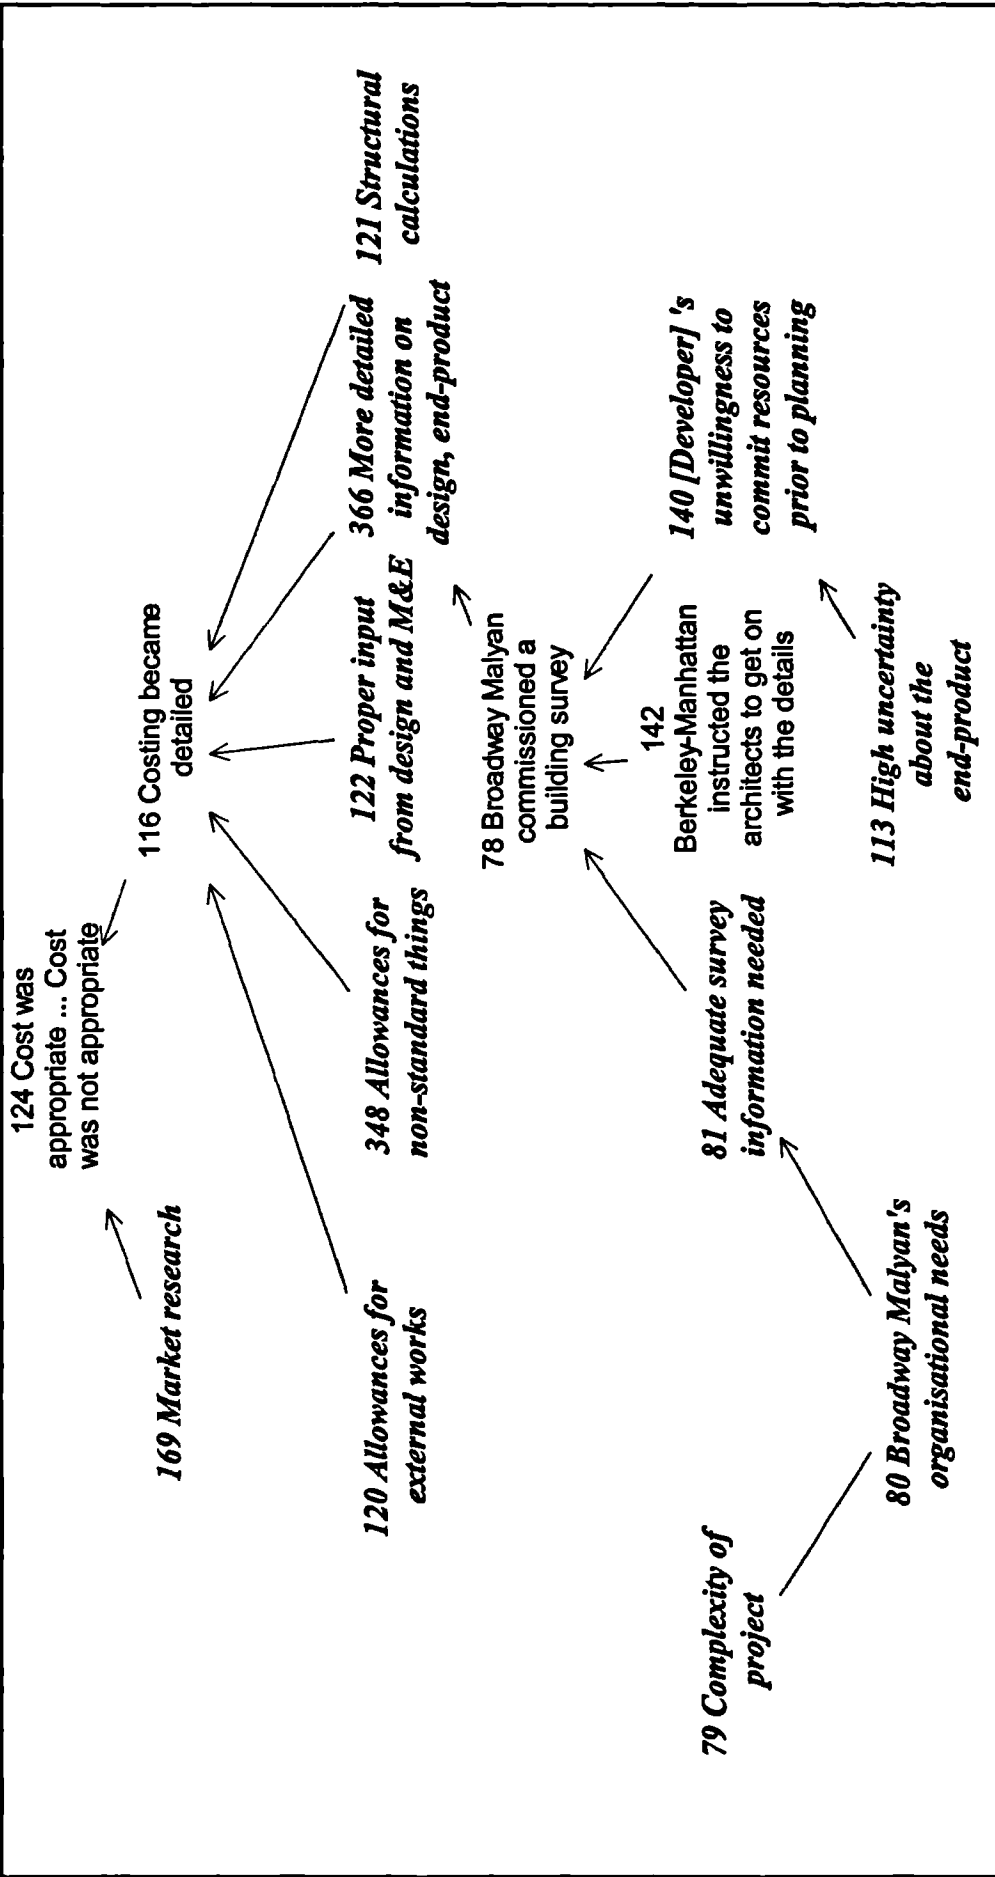 124 Cost was
appropriate ... Cost
was not appropriate
169 Market research
116 Costing became
detailed
120 Allowances for
external works
348 Allowances for
non-standard things
122 Proper input
from design and M&E
366 More detailed
information on
design, end-product
121 Structural
calculations
78 Broadway Malyan
commissioned a
building survey
79 Complexity of
project
81 Adequate survey
information needed
142
Berkeley-Manhattan
instructed the
architects to get on
with the details
140 [Developer] 's
unwillingness to
commit resources
prior to planning
80 Broadway Malyan's
organisational needs
113 High uncertainty
about the
end-product